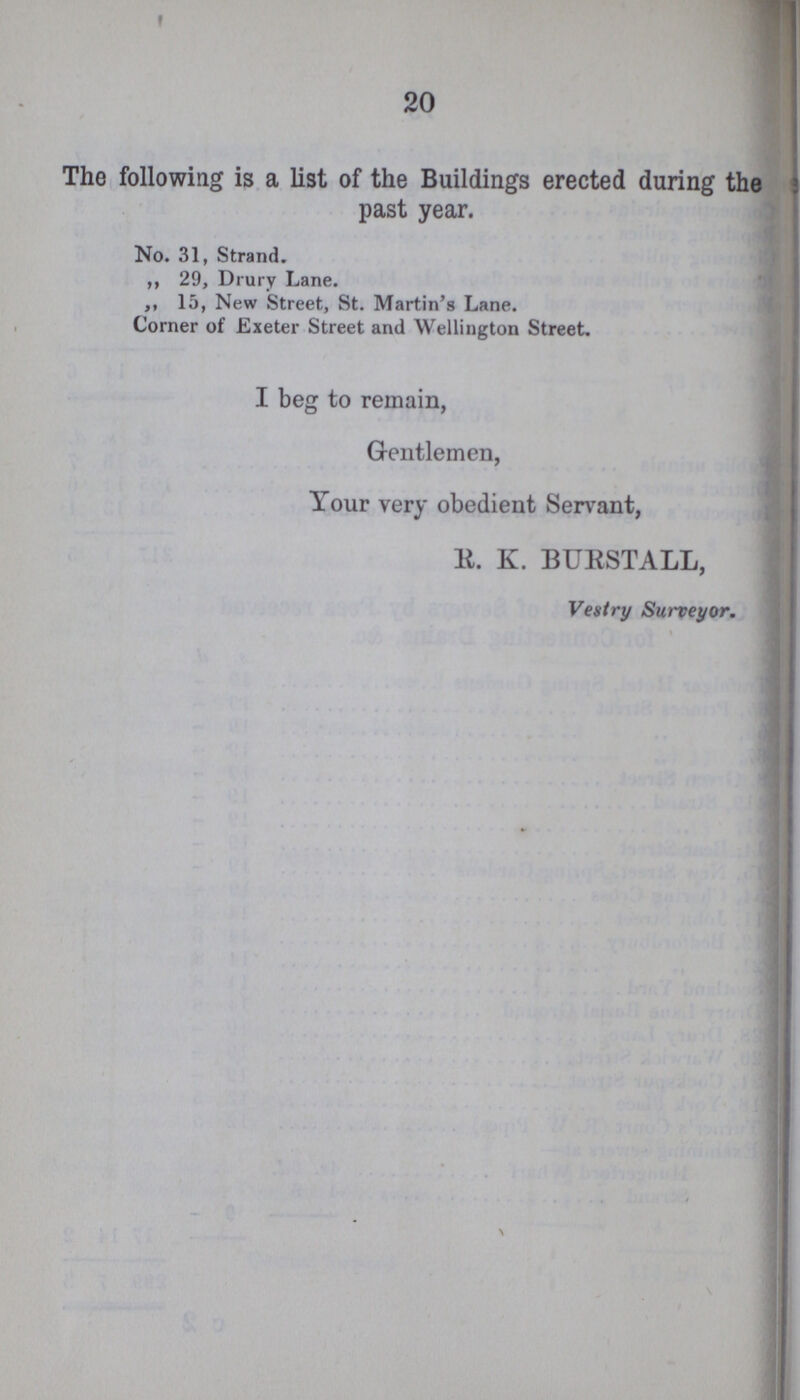 20
The following is a list of the Buildings erected during the
past year.
No. 31, Strand.
,, 29, Drury Lane.
,, 15, New Street, St. Martin's Lane.
Corner of Exeter Street and Wellington Street.
I beg to remain,
Gentlemen,
Your very obedient Servant,
R. K. BURSTALL,
Vestry Surveyor.